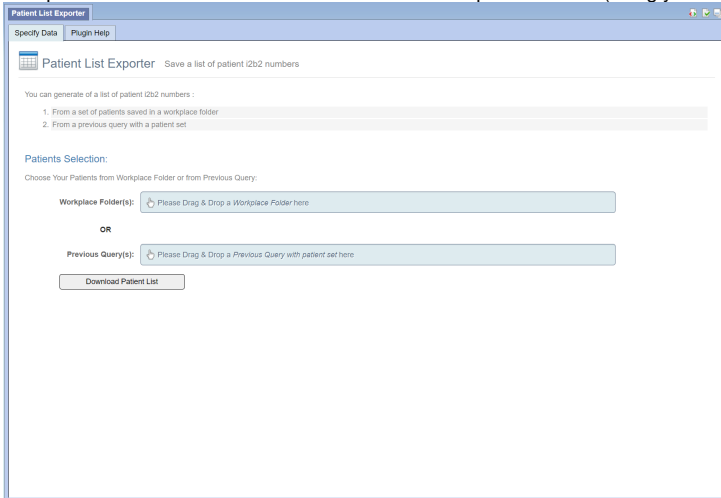 Patient List Exporter
Specify Data Plugin Help
Patient List Exporter Save a list of patient i2b2 numbers
You can generate of a list of patient i2b2 numbers :
1. From a set of patients saved in a workplace folder
2. From a previous query with a patient set
Patients Selection:
Choose Your Patients from Workplace Folder or from Previous Query:
Workplace Folder(s): Please Drag & Drop a Workplace Folder here
OR
Previous Query(s): Please Drag & Drop a Previous Query with patient set here
Download Patient List